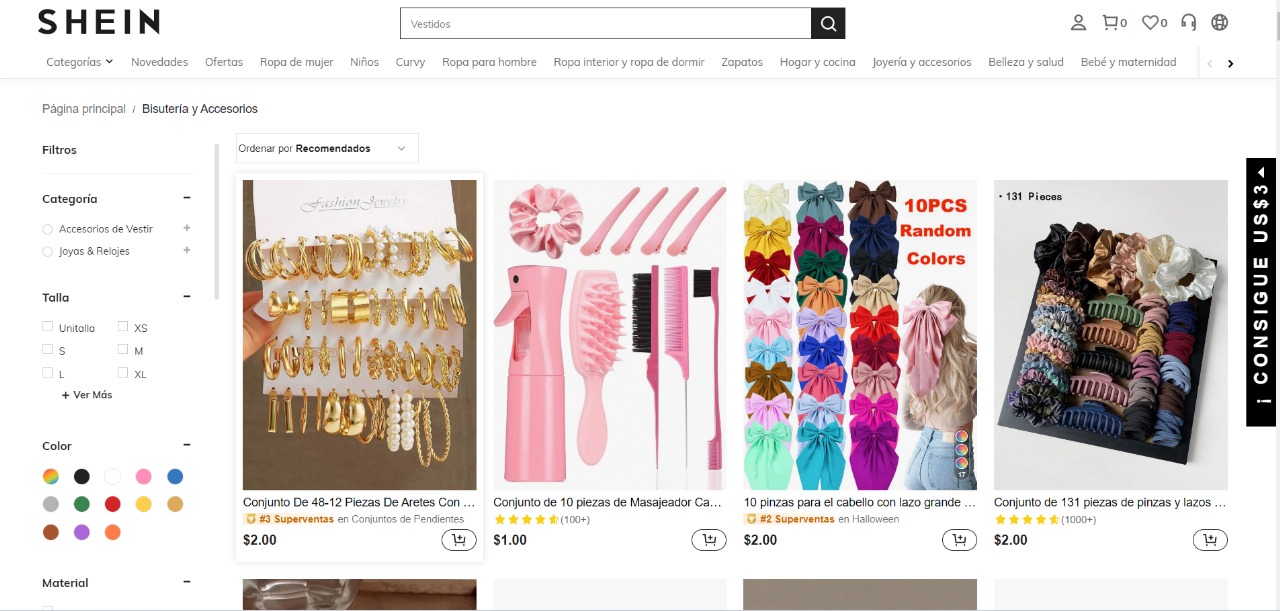 SHEIN
Vestidos
0
0
Categorías
Novedades
Ofertas
Ropa de mujer
Niños
Curvy
Ropa para hombre
Ropa interior y ropa de dormir
Zapatos
Hogar y cocina
Joyería y accesorios
Belleza y salud
Bebé y maternidad
Página principal / Bisutería y Accesorios
Filtros
Ordenar por Recomendados
Categoría
Accesorios de Vestir
Joyas & Relojes
Talla
Unitalla
XS
S
M
L
XL
+ Ver Más
Color
Material
Fashion Jewelry
10PCS
Random
Colors
17
• 131 Pieces
Conjunto De 48-12 Piezas De Aretes Con ...
#3 Superventas en Conjuntos de Pendientes
$2.00
Conjunto de 10 piezas de Masajeador Ca...
(100+)
$1.00
10 pinzas para el cabello con lazo grande ...
#2 Superventas en Halloween
$2.00
Conjunto de 131 piezas de pinzas y lazos ...
(1000+)
$2.00
¡ CONSIGUE US$3